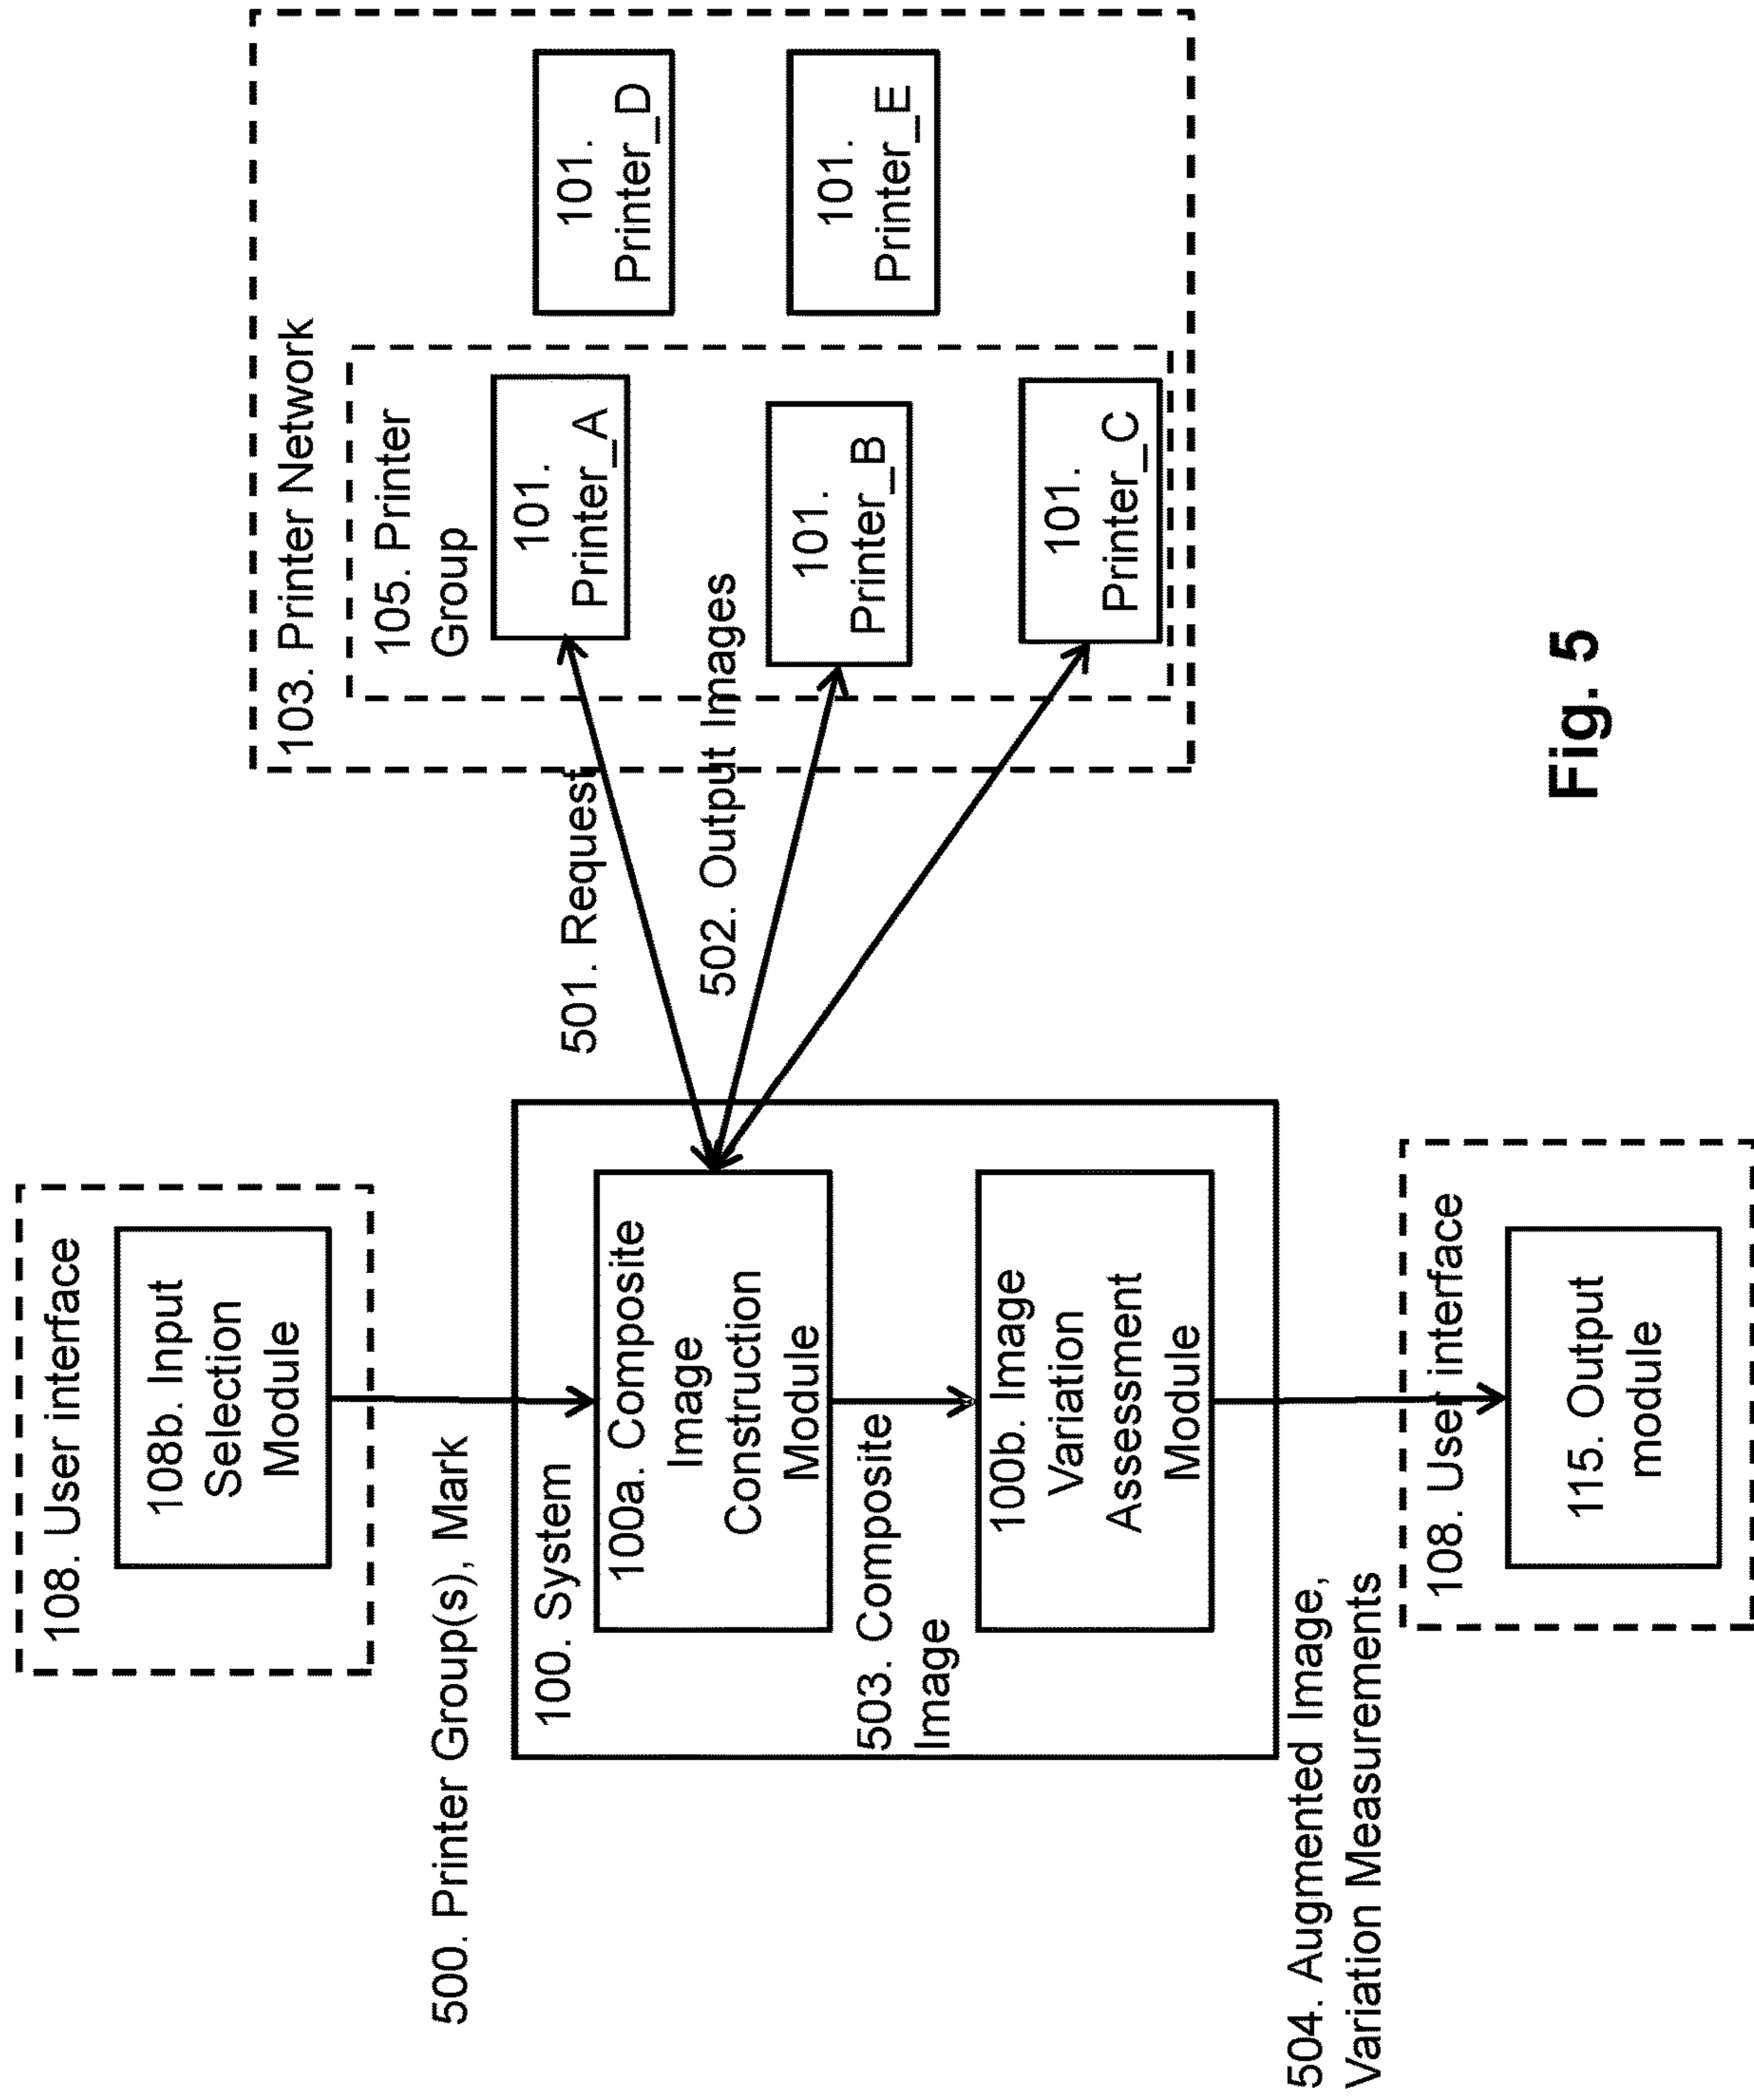 108. User interface
108b. Input
Selection
Module
500. Printer Group(s), Mark
100. System
100a. Composite
Image
Construction
Module
503. Composite
Image
100b. Image
Variation
Assessment
Module
504. Augmented Image,
Variation Measurements
108. User interface
115. Output
module
501. Request
502. Output Images
103. Printer Network
105. Printer
Group
101.
Printer_A
101.
Printer_B
101.
Printer_C
101.
Printer_D
101.
Printer_E
Fig. 5